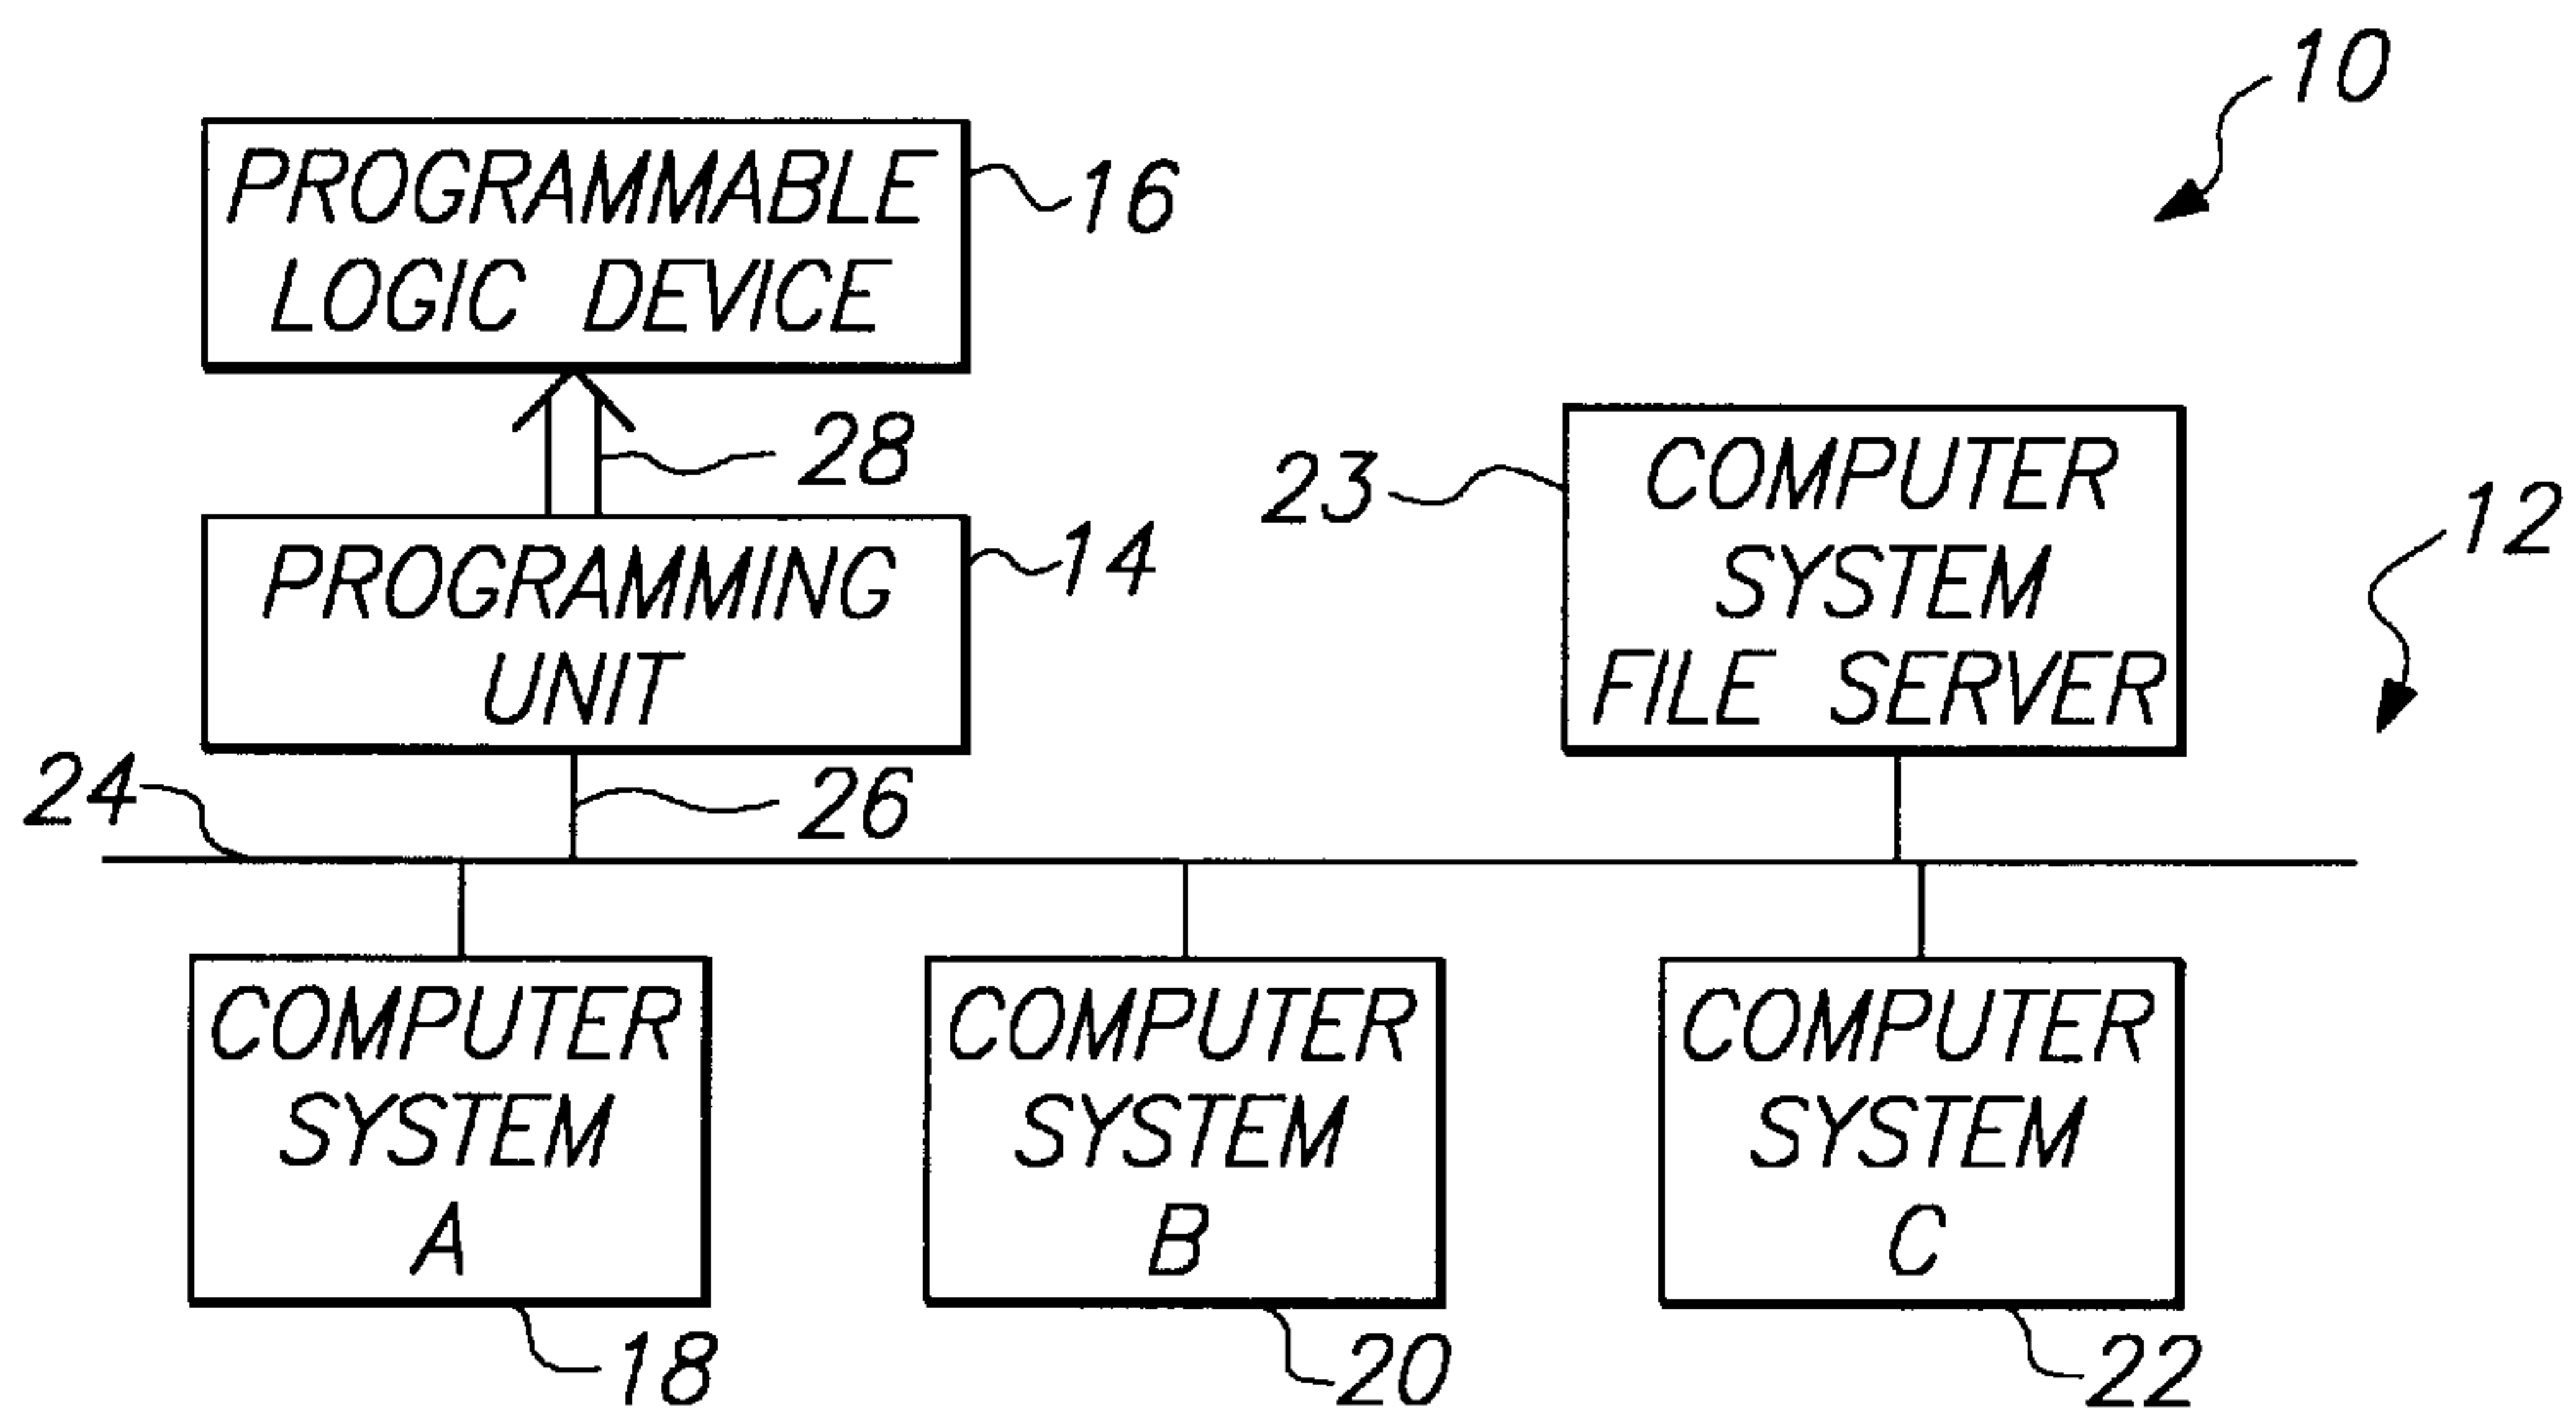 10
PROGRAMMABLE
LOGIC DEVICE
16
28
PROGRAMMING
UNIT
14
23
COMPUTER
SYSTEM
FILE SERVER
12
24
26
COMPUTER
SYSTEM
A
18
COMPUTER
SYSTEM
B
20
COMPUTER
SYSTEM
C
22